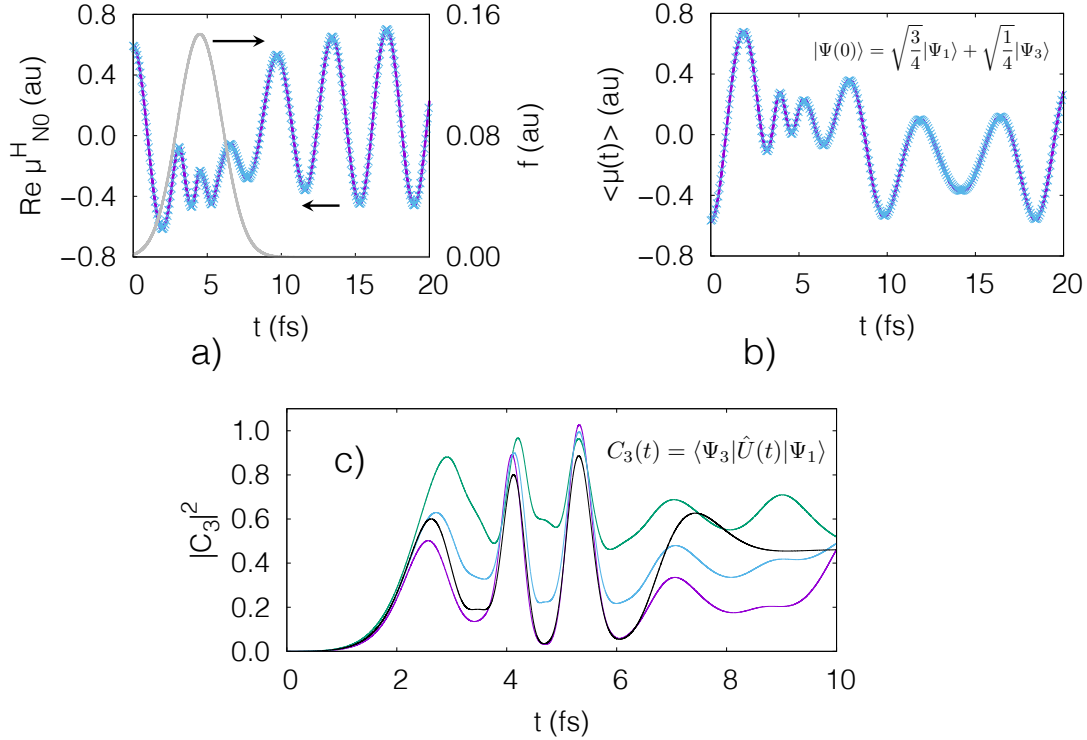 0.8
0.4
0.0
−0.4
−0.8
Re μ^H_N0 (au)
0.16
0.08
0.00
f (au)
0 5 10 15 20
t (fs)
a)
0.8
0.4
0.0
−0.4
−0.8
<μ(t)> (au)
|Ψ(0)⟩ = √(3/4)|Ψ₁⟩ + √(1/4)|Ψ₃⟩
0 5 10 15 20
t (fs)
b)
1.0
0.8
0.6
0.4
0.2
0.0
|C₃|²
c)
C₃(t) = ⟨Ψ₃|Û(t)|Ψ₁⟩
0 2 4 6 8 10
t (fs)